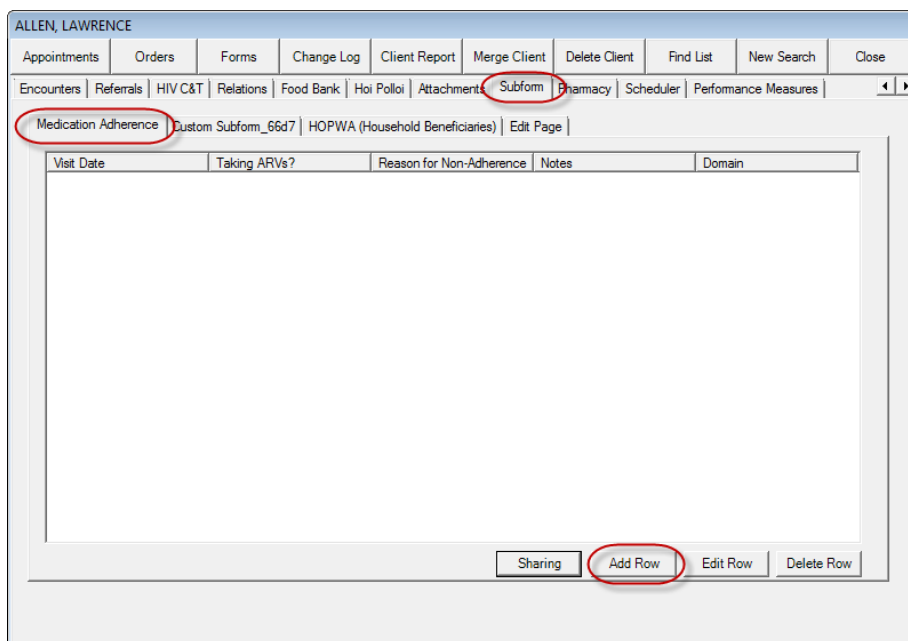 ALLEN, LAWRENCE
Appointments Orders Forms Change Log Client Report Merge Client Delete Client Find List New Search Close
Encounters Referrals HIV C&T Relations Food Bank Hoi Polloi Attachments Subform Pharmacy Scheduler Performance Measures
Medication Adherence Custom Subform_66d7 HOPWA (Household Beneficiaries) Edit Page
Visit Date Taking ARVs? Reason for Non-Adherence Notes Domain
Sharing Add Row Edit Row Delete Row